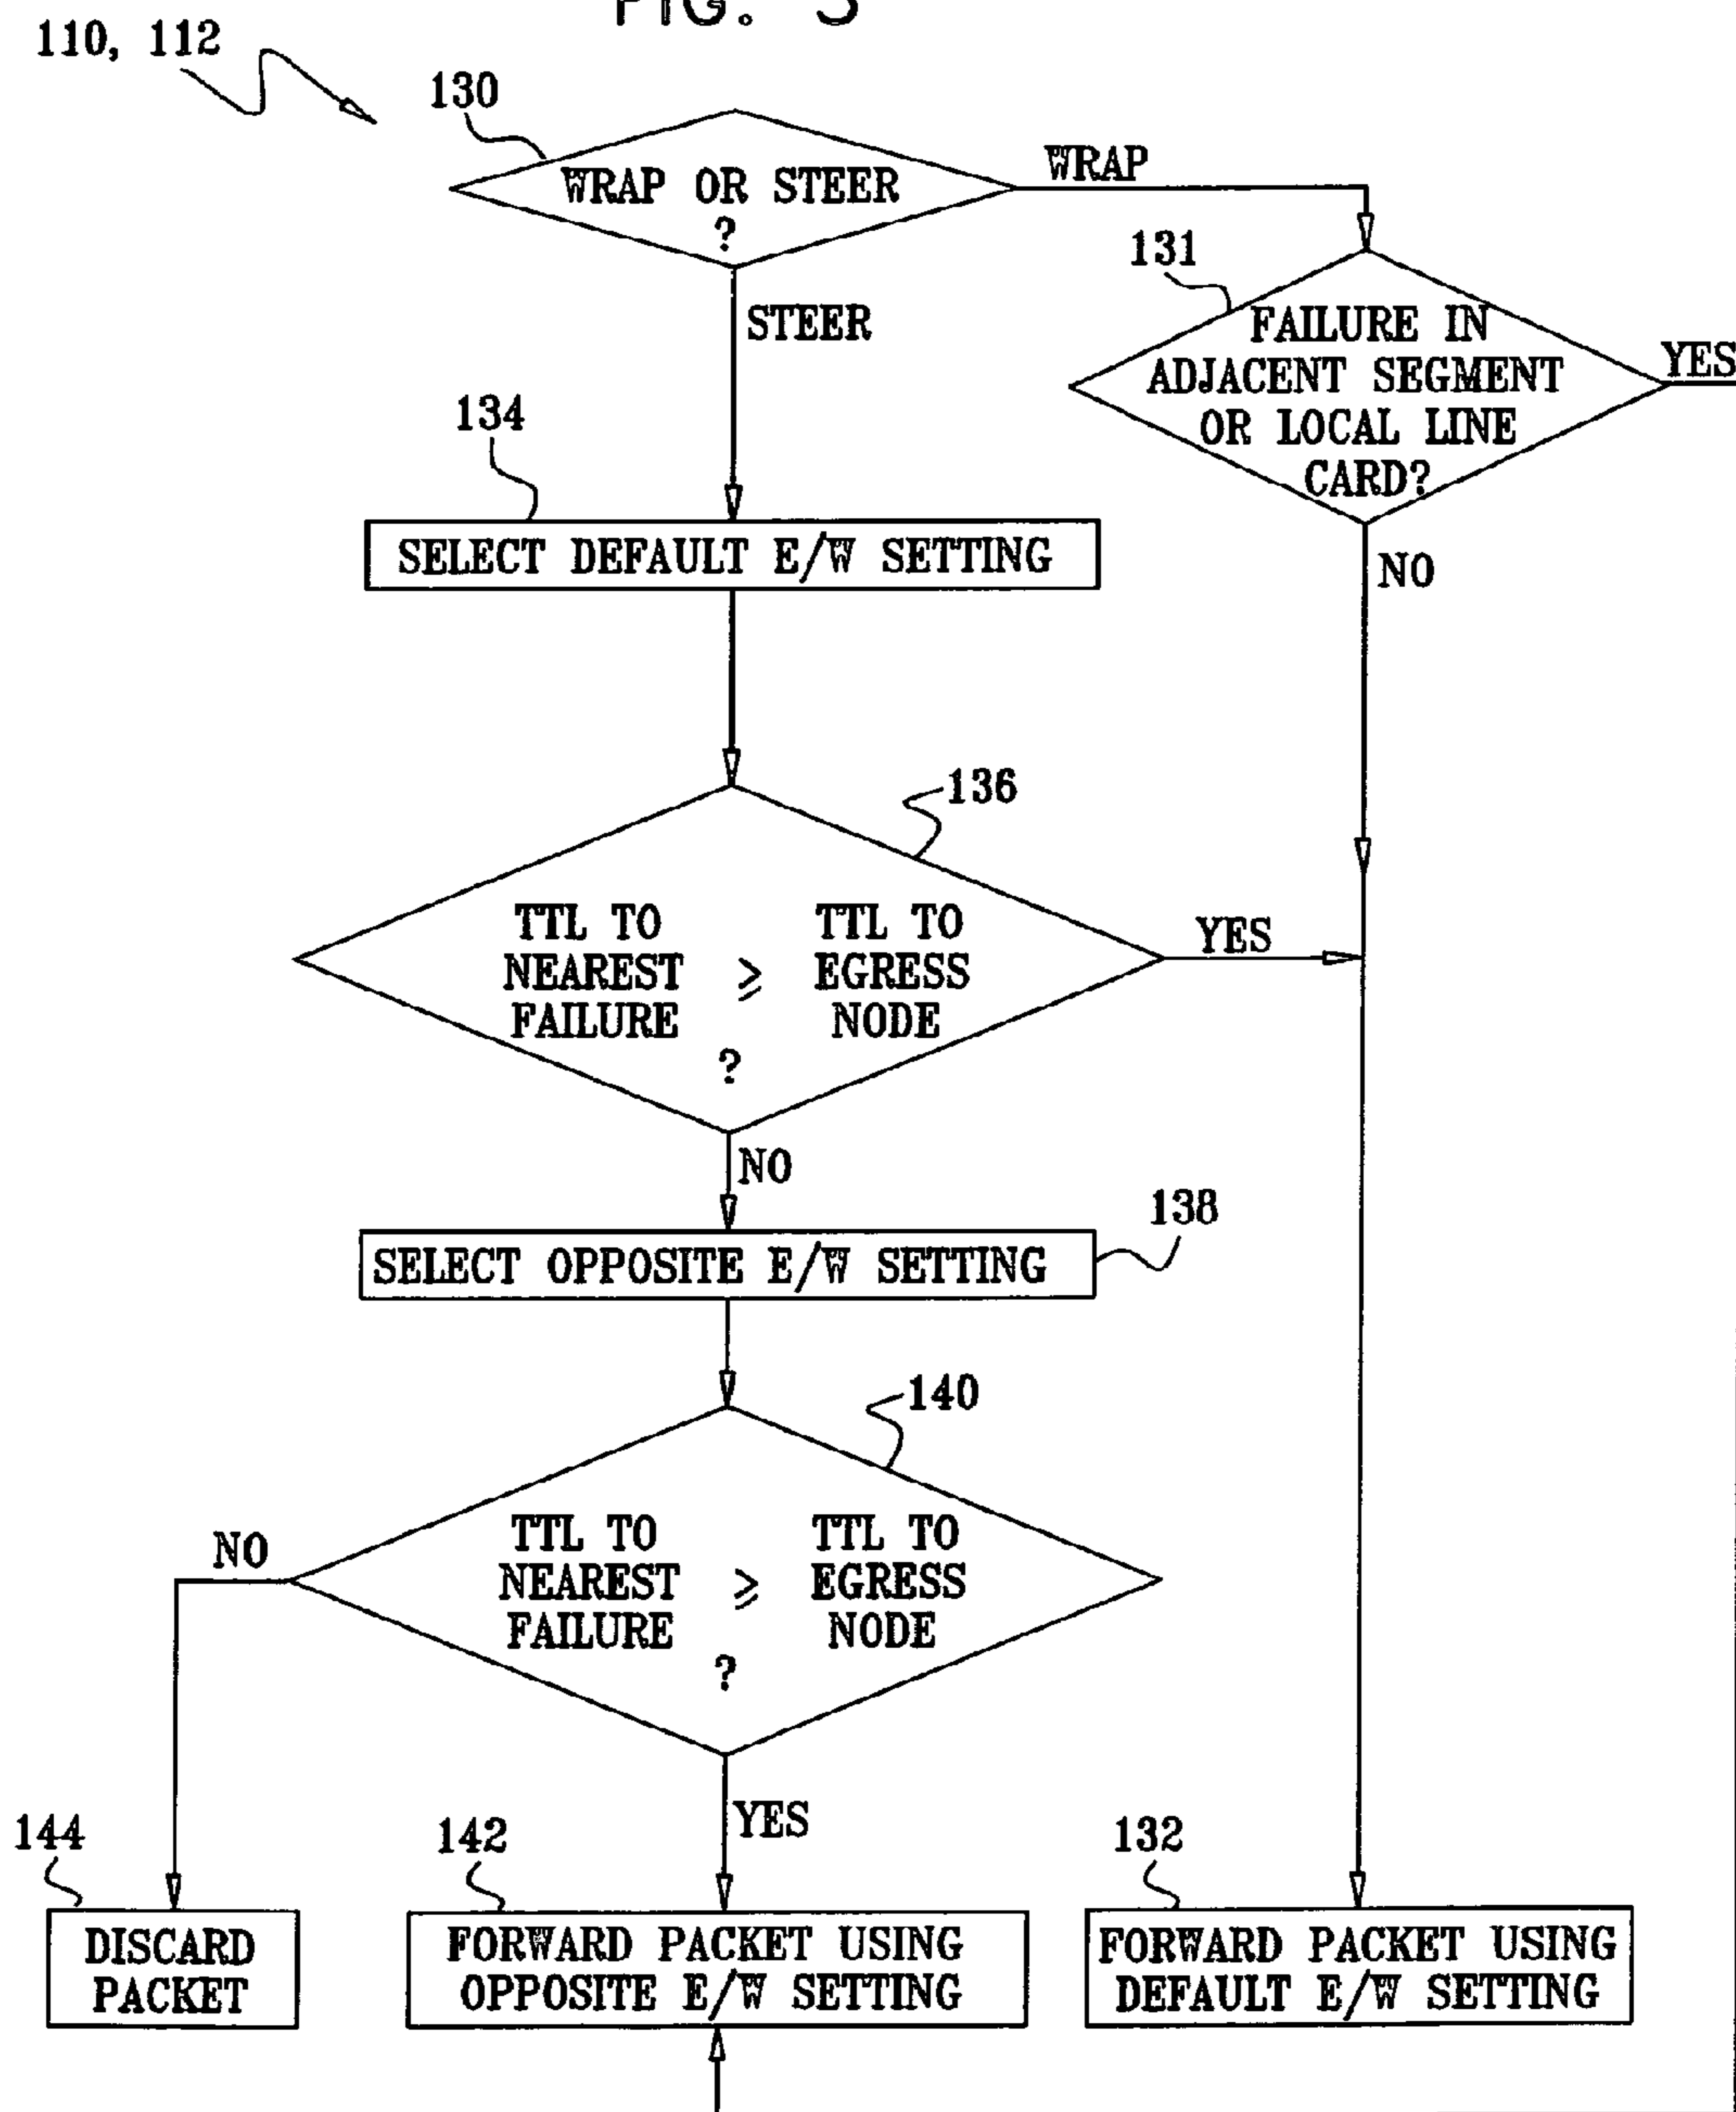 FIG. 5
110, 112
130
WRAP OR STEER
?
WRAP
STEER
131
FAILURE IN
ADJACENT SEGMENT
OR LOCAL LINE
CARD?
YES
NO
134
SELECT DEFAULT E/W SETTING
136
TTL TO
NEAREST
FAILURE
≥
TTL TO
EGRESS
NODE
?
YES
NO
138
SELECT OPPOSITE E/W SETTING
140
TTL TO
NEAREST
FAILURE
≥
TTL TO
EGRESS
NODE
?
NO
YES
144
DISCARD
PACKET
142
FORWARD PACKET USING
OPPOSITE E/W SETTING
132
FORWARD PACKET USING
DEFAULT E/W SETTING